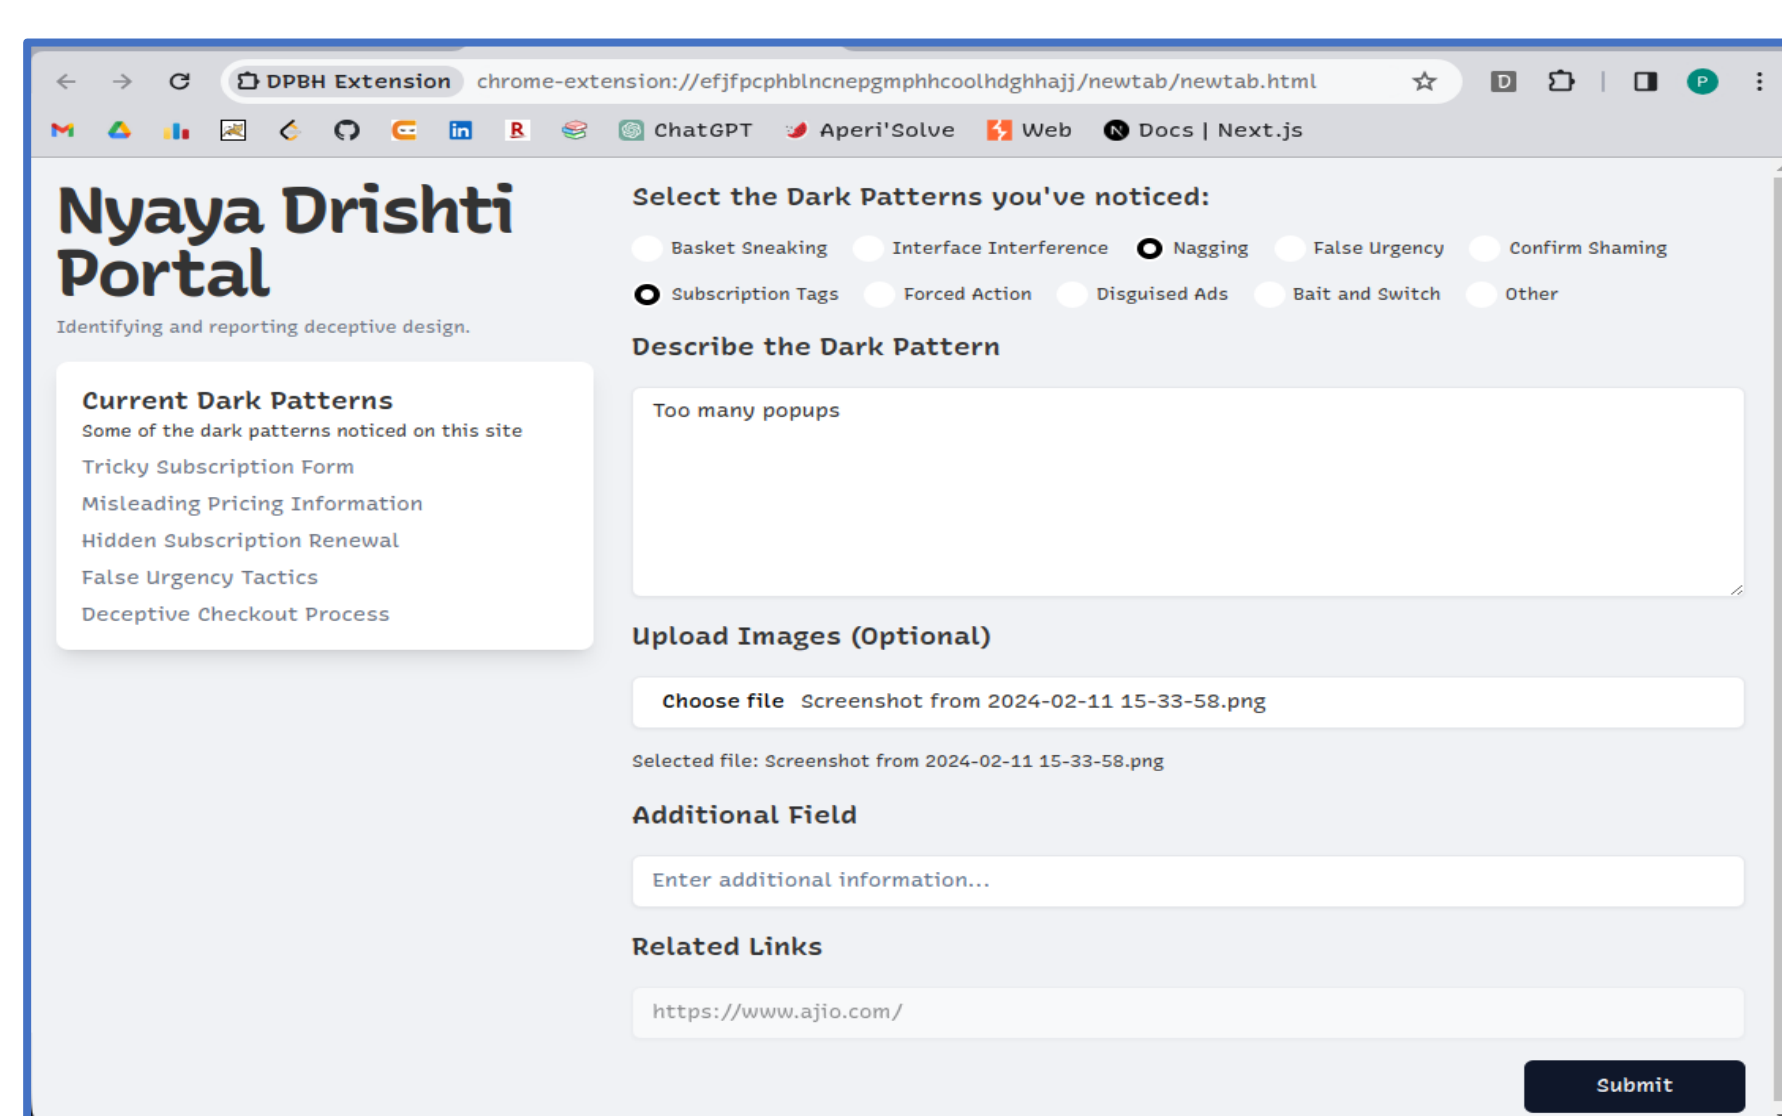 DPBH Extension chrome-extension://efjfpcphblncnepgmphhcoolhdghhajj/newtab/newtab.html D P
ChatGPT Aperi'Solve Web Docs | Next.js
Nyaya Drishti
Portal
Identifying and reporting deceptive design.
Current Dark Patterns
Some of the dark patterns noticed on this site
Tricky Subscription Form
Misleading Pricing Information
Hidden Subscription Renewal
False Urgency Tactics
Deceptive Checkout Process
Select the Dark Patterns you've noticed:
Basket Sneaking Interface Interference Nagging False Urgency Confirm Shaming
Subscription Tags Forced Action Disguised Ads Bait and Switch Other
Describe the Dark Pattern
Too many popups
Upload Images (Optional)
Choose file Screenshot from 2024-02-11 15-33-58.png
Selected file: Screenshot from 2024-02-11 15-33-58.png
Additional Field
Enter additional information...
Related Links
https://www.ajio.com/
Submit